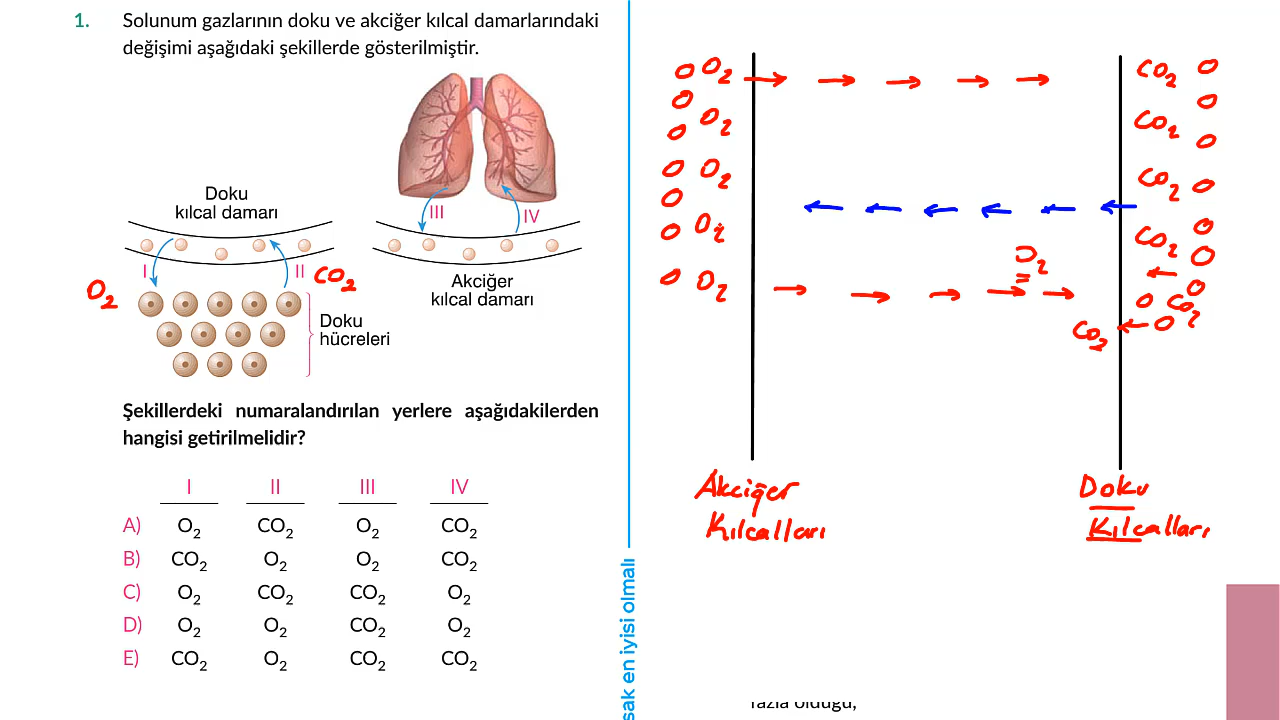 1. Solunum gazlarının doku ve akciğer kılcal damarlarındaki
değişimi aşağıdaki şekillerde gösterilmiştir.
Doku
kılcal damarı
III
IV
I
II
CO2
O2
Akciğer
kılcal damarı
Doku
hücreleri
Şekillerdeki numaralandırılan yerlere aşağıdakilerden
hangisi getirilmelidir?
I II III IV
A) O2 CO2 O2 CO2
B) CO2 O2 O2 CO2
C) O2 CO2 CO2 O2
D) O2 O2 CO2 O2
E) CO2 O2 CO2 CO2
sak en iyisi olmalı
O2
O2
O2
O2
O2
CO2
CO2
CO2
CO2
O2
CO2
CO2
Akciğer
Kılcalları
Doku
Kılcalları
fazla olduğu,